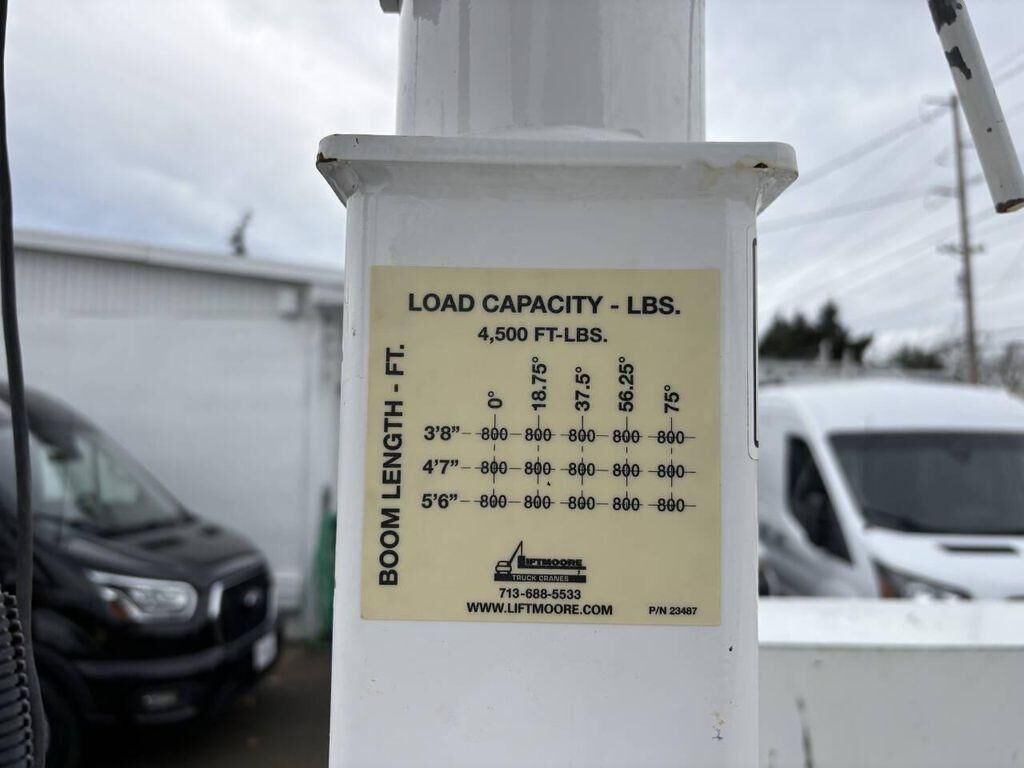 LOAD CAPACITY - LBS.
4,500 FT-LBS.
BOOM LENGTH - FT.
0° 18.75° 37.5° 56.25° 75°
3'8" 800 800 800 800 800
4'7" 800 800 800 800 800
5'6" 800 800 800 800 800
LIFTMOORE
TRUCK CRANES
713-688-5533
WWW.LIFTMOORE.COM
P/N 23487